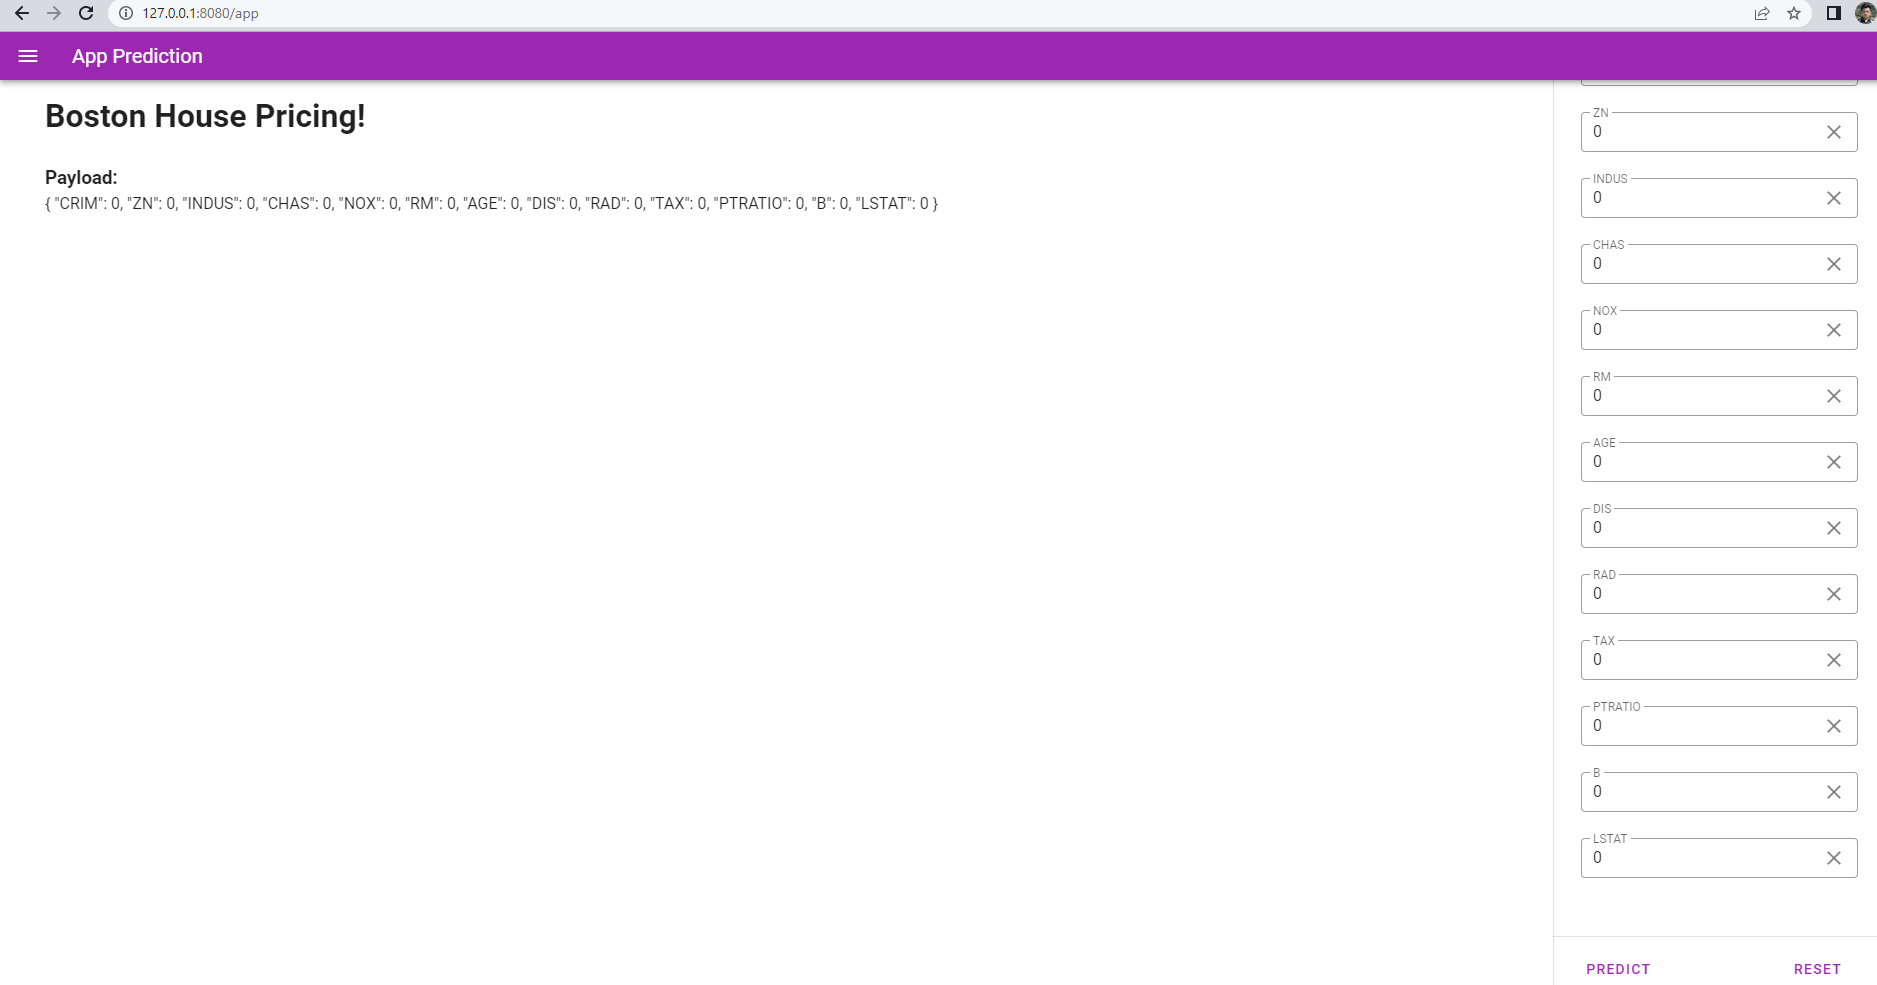 127.0.0.1:8080/app
App Prediction
Boston House Pricing!
Payload:
{ "CRIM": 0, "ZN": 0, "INDUS": 0, "CHAS": 0, "NOX": 0, "RM": 0, "AGE": 0, "DIS": 0, "RAD": 0, "TAX": 0, "PTRATIO": 0, "B": 0, "LSTAT": 0 }
ZN
0
INDUS
0
CHAS
0
NOX
0
RM
0
AGE
0
DIS
0
RAD
0
TAX
0
PTRATIO
0
B
0
LSTAT
0
PREDICT RESET